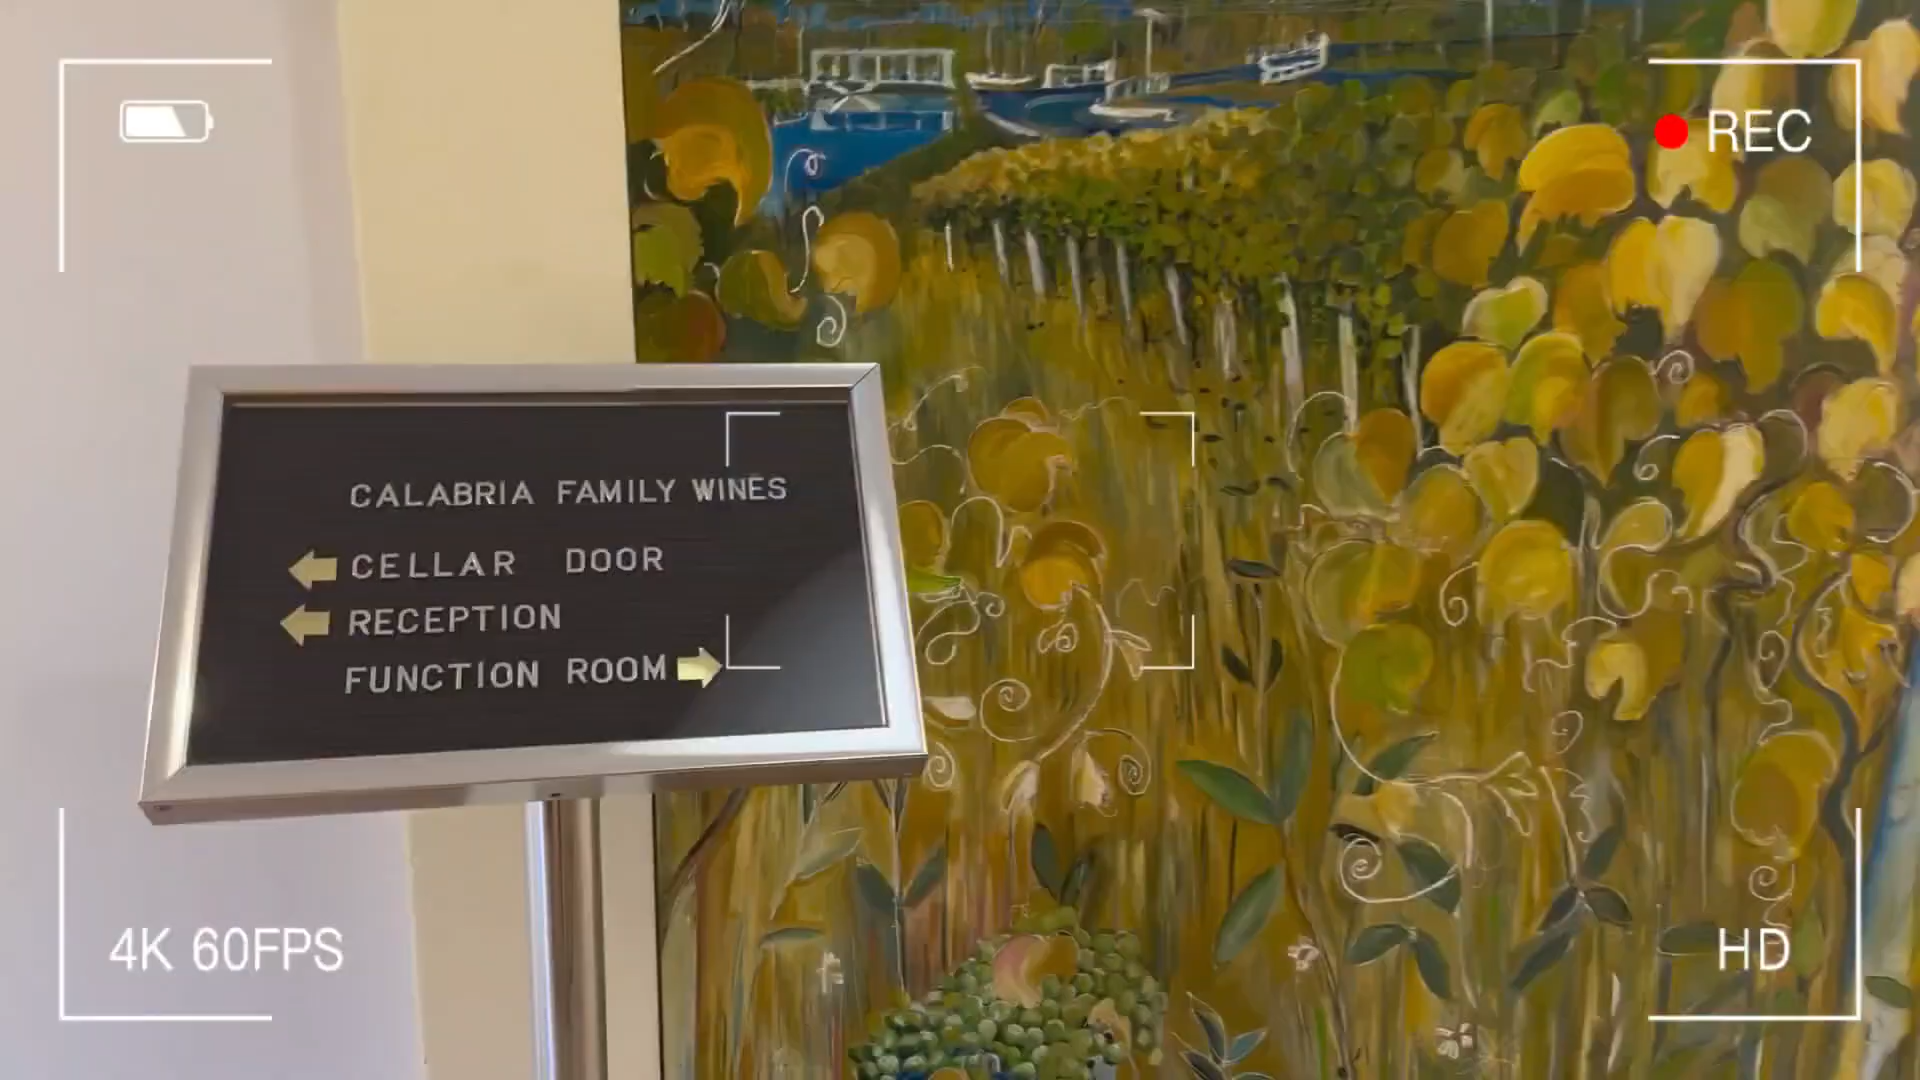 REC
CALABRIA FAMILY WINES
CELLAR DOOR
RECEPTION
FUNCTION ROOM
4K 60FPS
HD